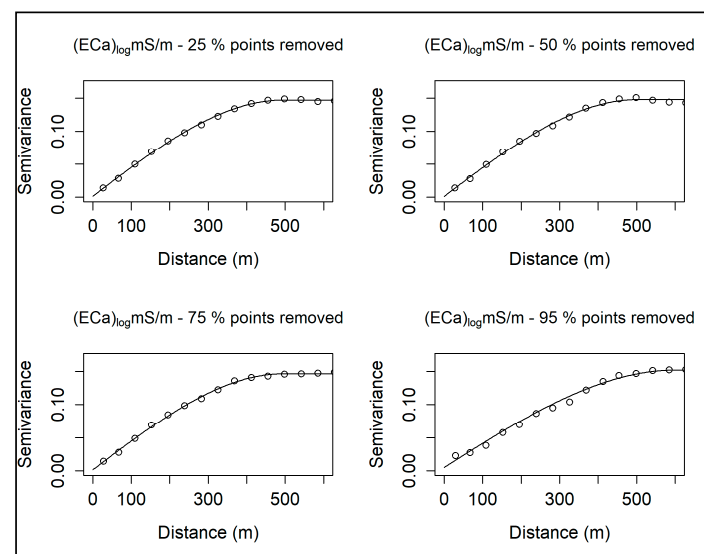 (ECa)logmS/m - 25 % points removed
Semivariance
0.00 0.10
0 100 300 500
Distance (m)
(ECa)logmS/m - 50 % points removed
Semivariance
0.00 0.10
0 100 300 500
Distance (m)
(ECa)logmS/m - 75 % points removed
Semivariance
0.00 0.10
0 100 300 500
Distance (m)
(ECa)logmS/m - 95 % points removed
Semivariance
0.00 0.10
0 100 300 500
Distance (m)